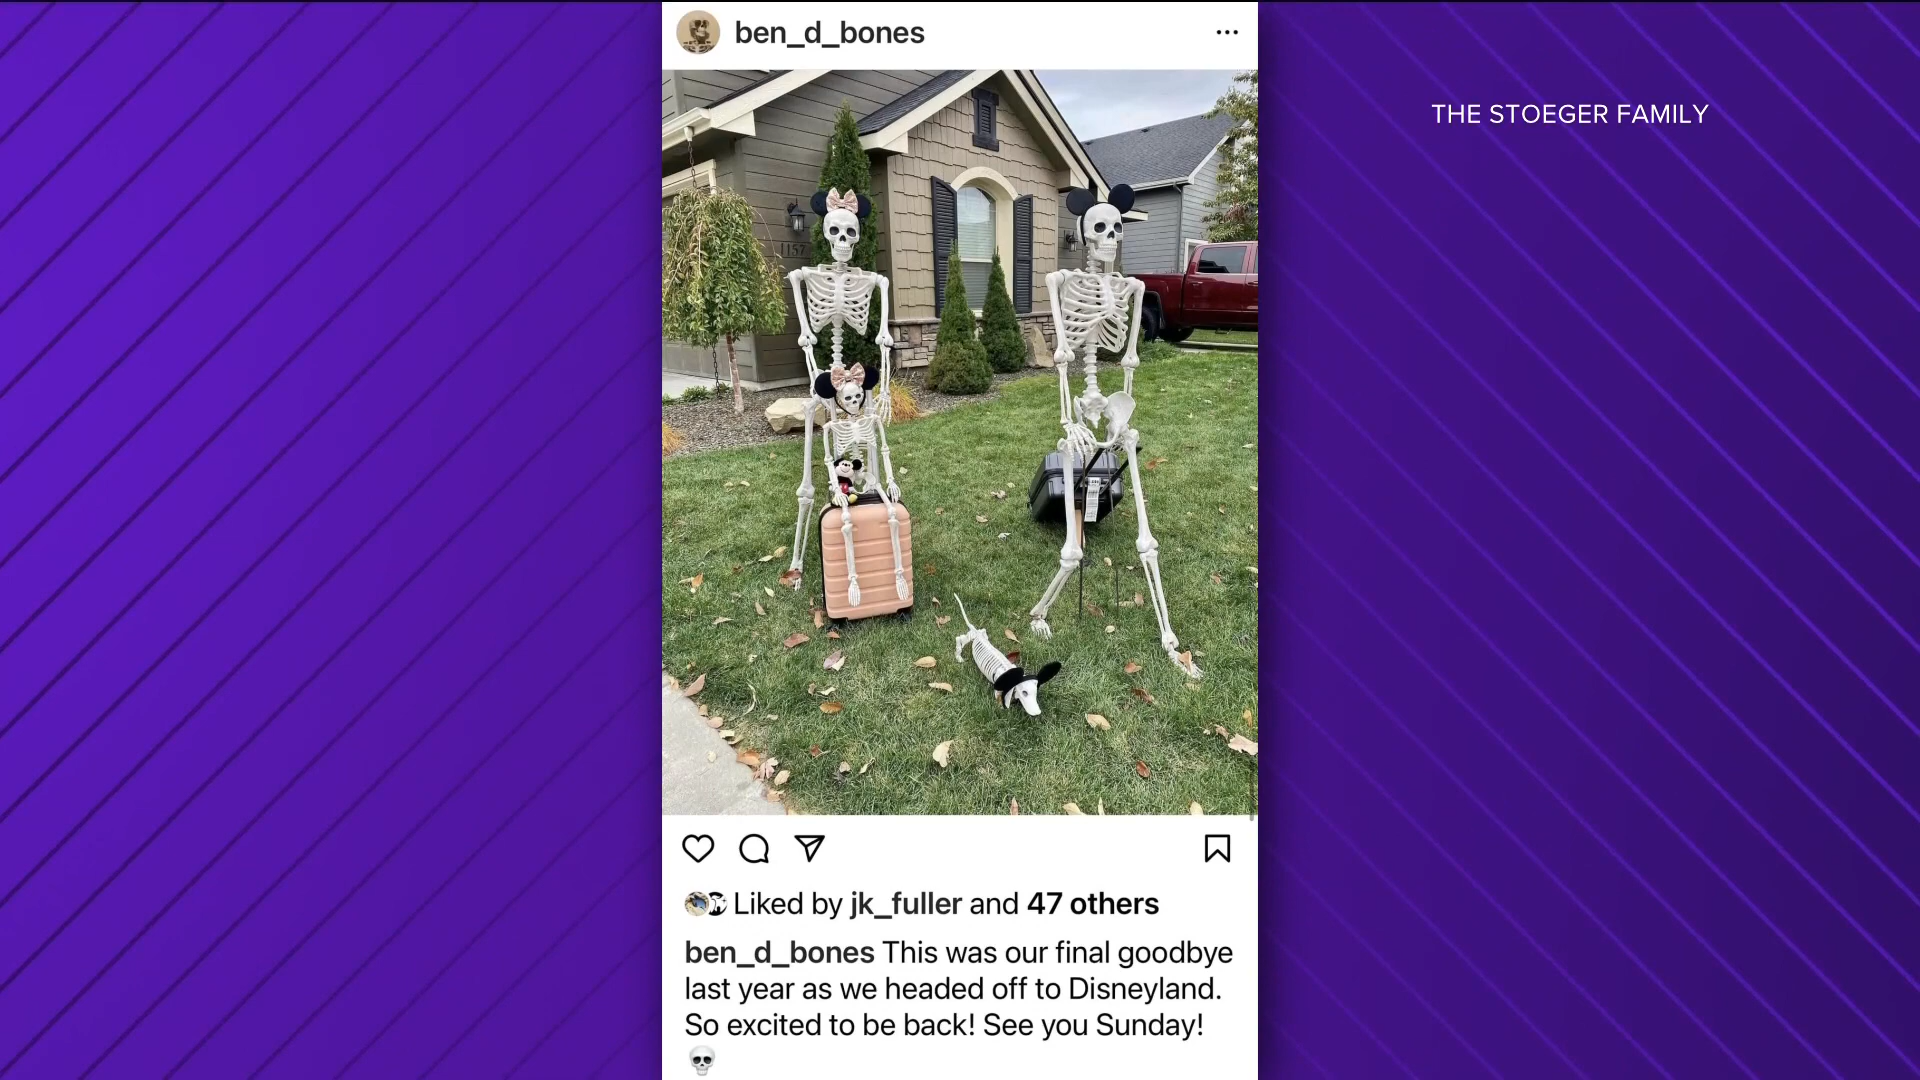 ben_d_bones
THE STOEGER FAMILY
1157
Liked by jk_fuller and 47 others
ben_d_bones This was our final goodbye
last year as we headed off to Disneyland.
So excited to be back! See you Sunday!
💀